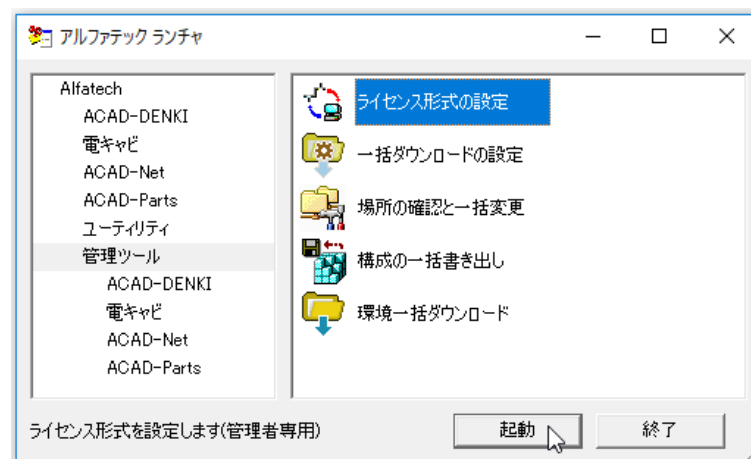 アルファテック ランチャ
Alfatech
ACAD-DENKI
電キャビ
ACAD-Net
ACAD-Parts
ユーティリティ
管理ツール
ACAD-DENKI
電キャビ
ACAD-Net
ACAD-Parts
ライセンス形式の設定
一括ダウンロードの設定
場所の確認と一括変更
構成の一括書き出し
環境一括ダウンロード
ライセンス形式を設定します(管理者専用)
起動
終了